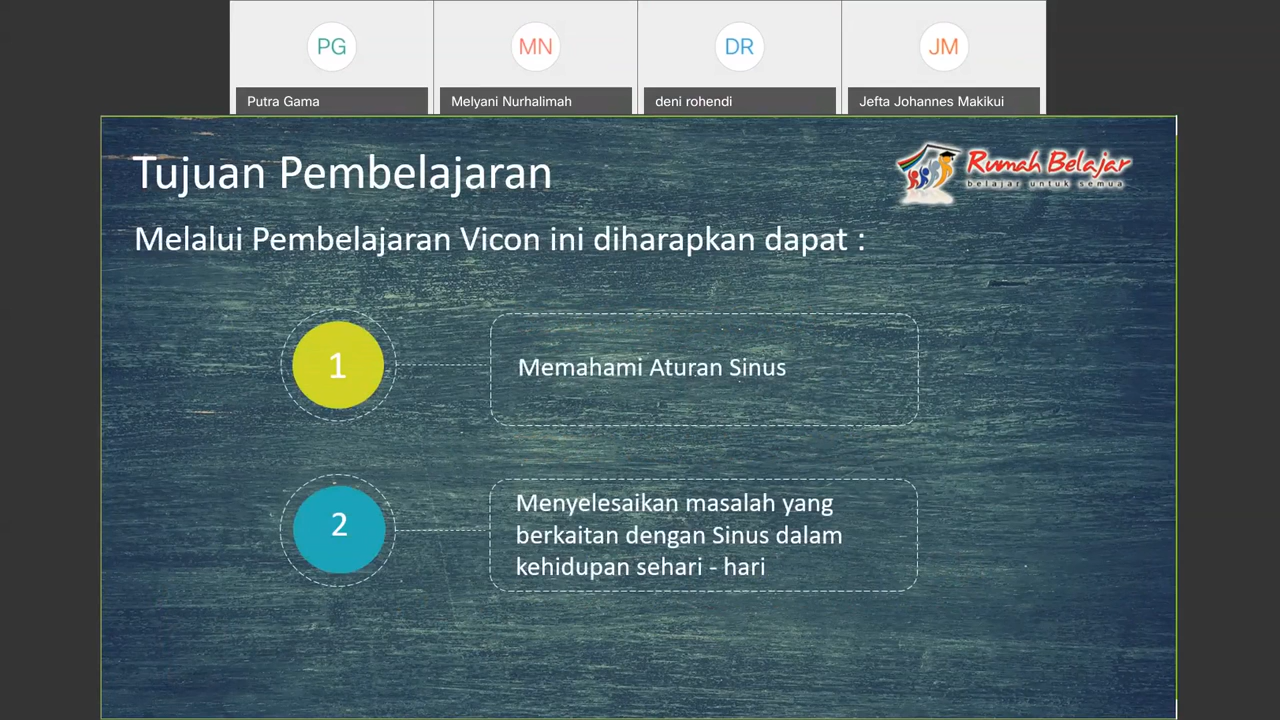 PG
MN
DR
JM
Putra Gama
Melyani Nurhalimah
deni rohendi
Jefta Johannes Makikui
Tujuan Pembelajaran
Rumah Belajar
belajar untuk semua
Melalui Pembelajaran Vicon ini diharapkan dapat :
1
Memahami Aturan Sinus
2
Menyelesaikan masalah yang
berkaitan dengan Sinus dalam
kehidupan sehari - hari